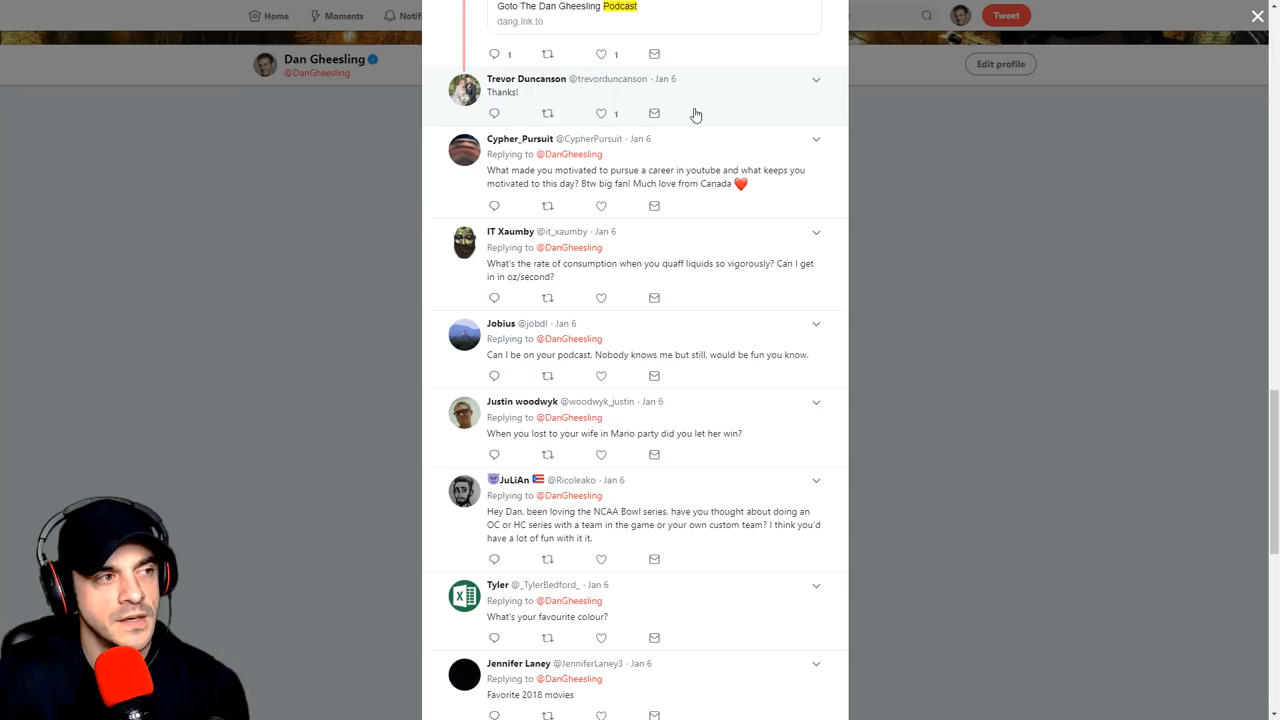 Home
Moments
Tweet
Dan Gheesling
@DanGheesling
Edit profile
Goto The Dan Gheesling Podcast
dang.lnk.to
1 1
Trevor Duncanson @trevorduncanson · Jan 6
Thanks!
1
Cypher_Pursuit @CypherPursuit · Jan 6
Replying to @DanGheesling
What made you motivated to pursue a career in youtube and what keeps you
motivated to this day? Btw big fan! Much love from Canada ❤️
IT Xaumby @it_xaumby · Jan 6
Replying to @DanGheesling
What's the rate of consumption when you quaff liquids so vigorously? Can I get
in in oz/second?
Jobius @jobdl · Jan 6
Replying to @DanGheesling
Can I be on your podcast. Nobody knows me but still, would be fun you know.
Justin woodwyk @woodwyk_justin · Jan 6
Replying to @DanGheesling
When you lost to your wife in Mario party did you let her win?
😈JuLiAn 🇵🇷 @Ricoleako · Jan 6
Replying to @DanGheesling
Hey Dan, been loving the NCAA Bowl series, have you thought about doing an
OC or HC series with a team in the game or your own custom team? I think you'd
have a lot of fun with it it.
Tyler @_TylerBedford_ · Jan 6
Replying to @DanGheesling
What's your favourite colour?
Jennifer Laney @JenniferLaney3 · Jan 6
Replying to @DanGheesling
Favorite 2018 movies